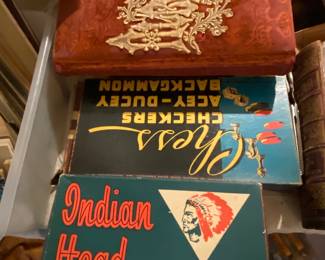 Chess
CHECKERS
ACEY-DUCEY
BACKGAMMON
Indian
Head